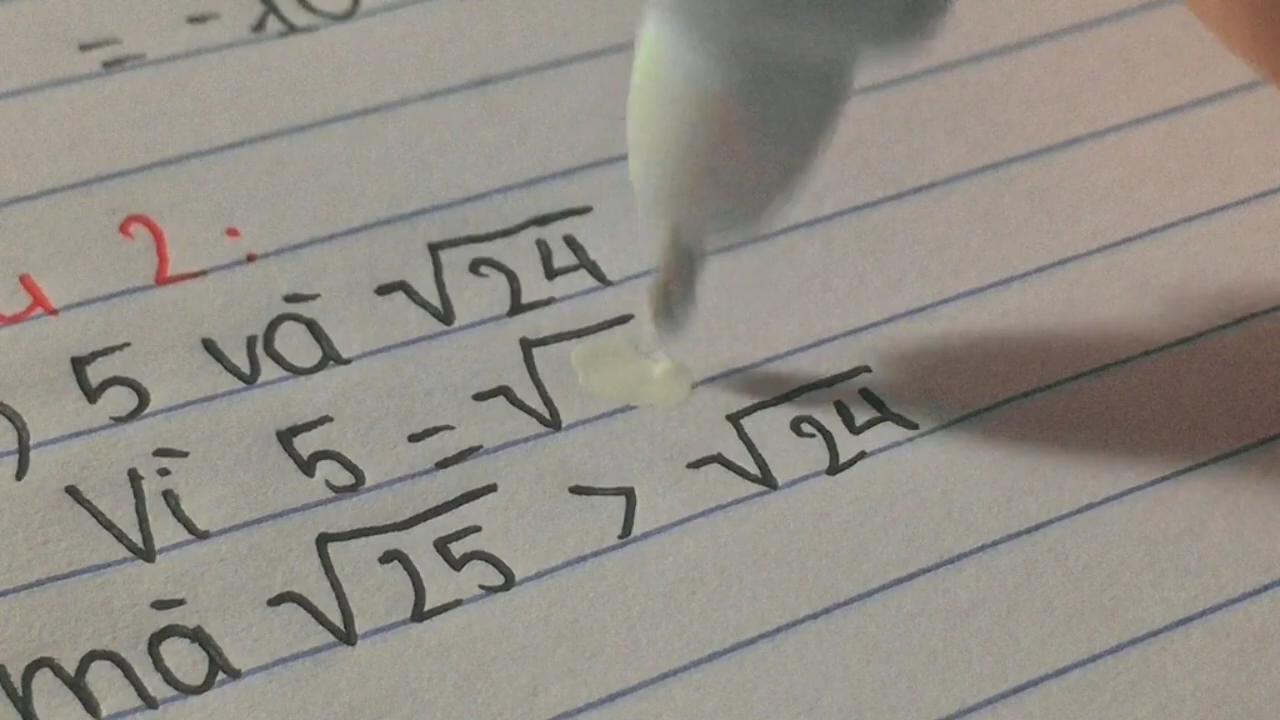 = -
2:
) 5 và √24
Vì 5 = √
mà √25 > √24